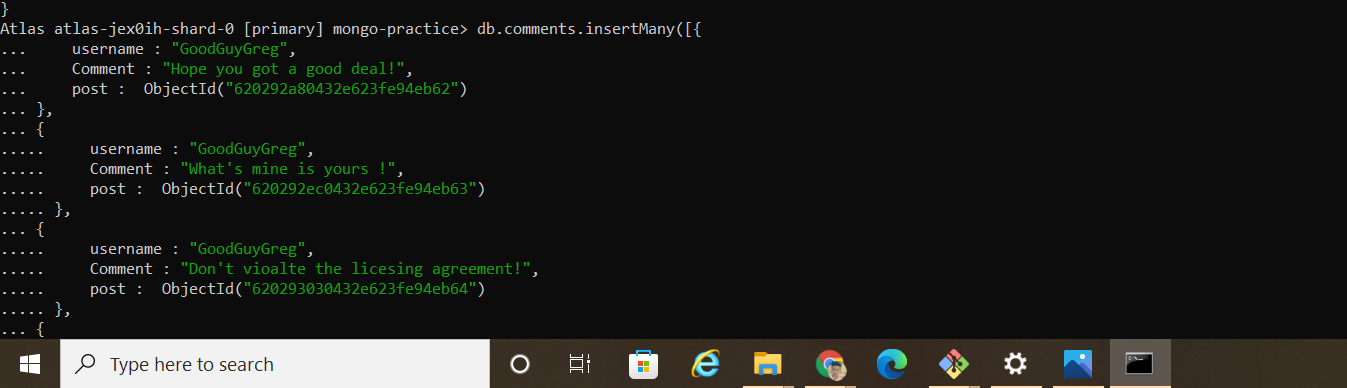 }
Atlas atlas-jex0ih-shard-0 [primary] mongo-practice> db.comments.insertMany([{
... username : "GoodGuyGreg",
... Comment : "Hope you got a good deal!",
... post : ObjectId("620292a80432e623fe94eb62")
... },
... {
..... username : "GoodGuyGreg",
..... Comment : "What's mine is yours !",
..... post : ObjectId("620292ec0432e623fe94eb63")
..... },
... {
..... username : "GoodGuyGreg",
..... Comment : "Don't vioalte the licesing agreement!",
..... post : ObjectId("620293030432e623fe94eb64")
..... },
... {
Type here to search